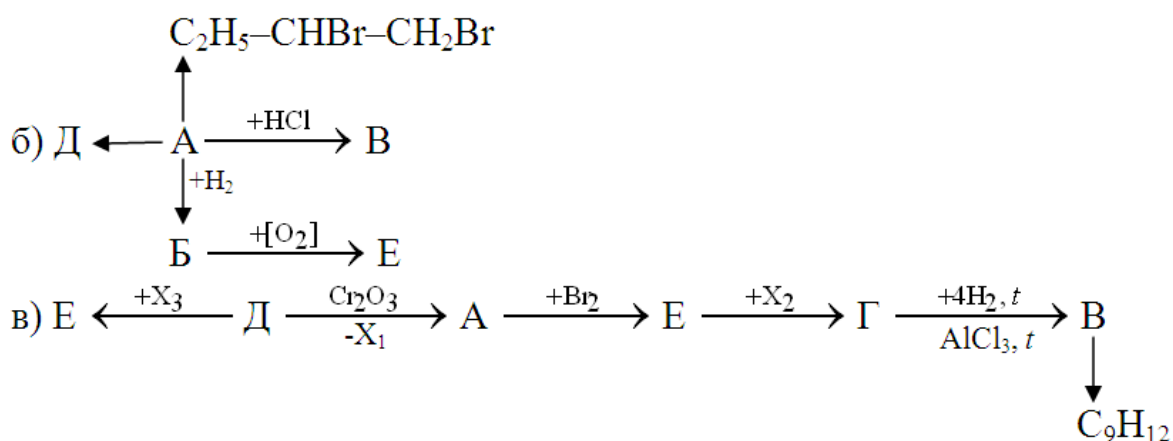 C₂H₅–CHBr–CH₂Br
б) Д ← А +HCl → В
+H₂
Б +[O₂] → Е
в) Е ← +X₃ Д Cr₂O₃ -X₁ → А +Br₂ → Е +X₂ → Г +4H₂, t AlCl₃, t → В
C₉H₁₂